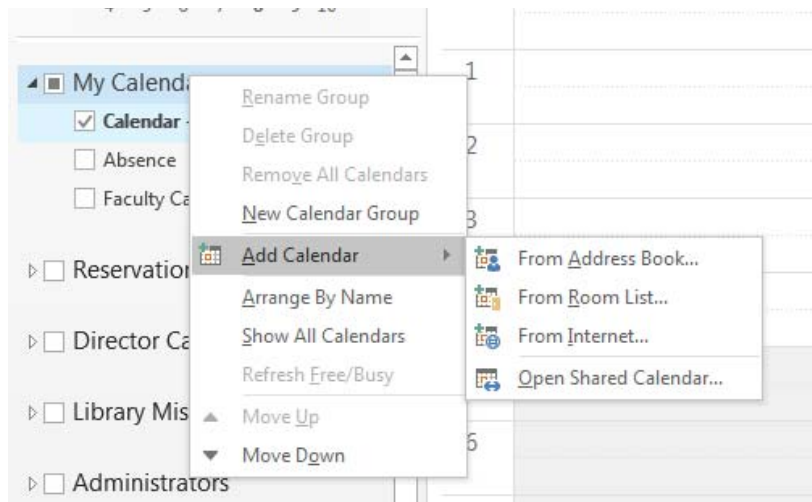 My Calend
Calendar -
Absence
Faculty Ca
Reservation
Director Ca
Library Mis
Administrators
Rename Group
Delete Group
Remove All Calendars
New Calendar Group
Add Calendar
Arrange By Name
Show All Calendars
Refresh Free/Busy
Move Up
Move Down
From Address Book...
From Room List...
From Internet...
Open Shared Calendar...
1
2
3
6